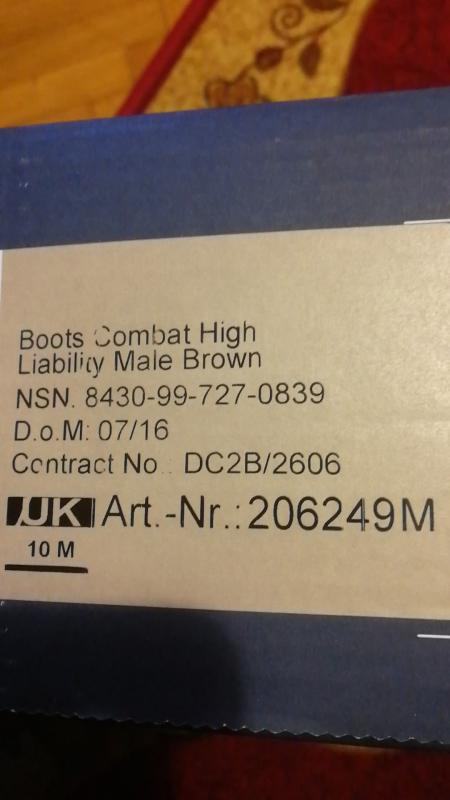 Boots Combat High
Liability Male Brown
NSN. 8430-99-727-0839
D.o.M: 07/16
Contract No : DC2B/2606
UK Art.-Nr.: 206249M
10 M